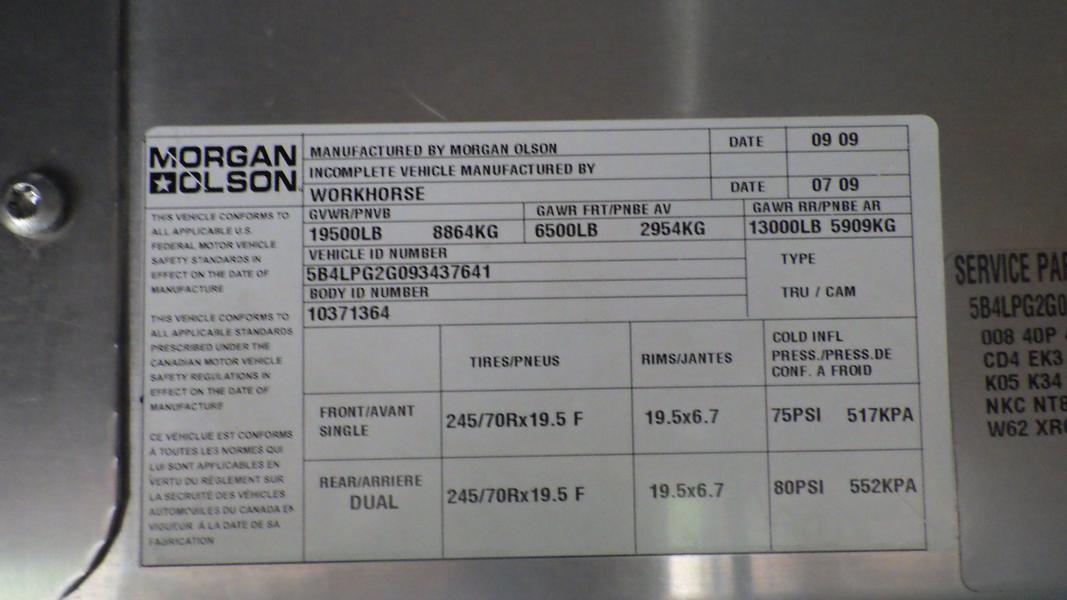 MORGAN
OLSON
MANUFACTURED BY MORGAN OLSON DATE 09 09
INCOMPLETE VEHICLE MANUFACTURED BY
WORKHORSE DATE 07 09
GVWR/PNVB GAWR FRT/PNBE AV GAWR RR/PNBE AR
19500LB 8864KG 6500LB 2954KG 13000LB 5909KG
VEHICLE ID NUMBER
5B4LPG2G093437641
BODY ID NUMBER
10371364
TYPE
TRU / CAM
THIS VEHICLE CONFORMS TO
ALL APPLICABLE U.S.
FEDERAL MOTOR VEHICLE
SAFETY STANDARDS IN
EFFECT ON THE DATE OF
MANUFACTURE
THIS VEHICLE CONFORMS TO
ALL APPLICABLE STANDARDS
PRESCRIBED UNDER THE
CANADIAN MOTOR VEHICLE
SAFETY REGULATIONS IN
EFFECT ON THE DATE OF
MANUFACTURE
CE VEHICLUE EST CONFORMS
A TOUTES LES NORMES QUI
LUI SONT APPLICABLES EN
VERTU DU RÈGLEMENT SUR
LA SECRUITE DES VEHICLES
AUTOMOBILES DU CANADA EN
VIGUEUR À LA DATE DE SA
FABRICATION
TIRES/PNEUS RIMS/JANTES COLD INFL
PRESS./PRESS.DE
CONF. A FROID
FRONT/AVANT
SINGLE 245/70Rx19.5 F 19.5x6.7 75PSI 517KPA
REAR/ARRIERE
DUAL 245/70Rx19.5 F 19.5x6.7 80PSI 552KPA
SERVICE PA
5B4LPG2G0
008 40P
CD4 EK3
K05 K34
NKC NT8
W62 XR